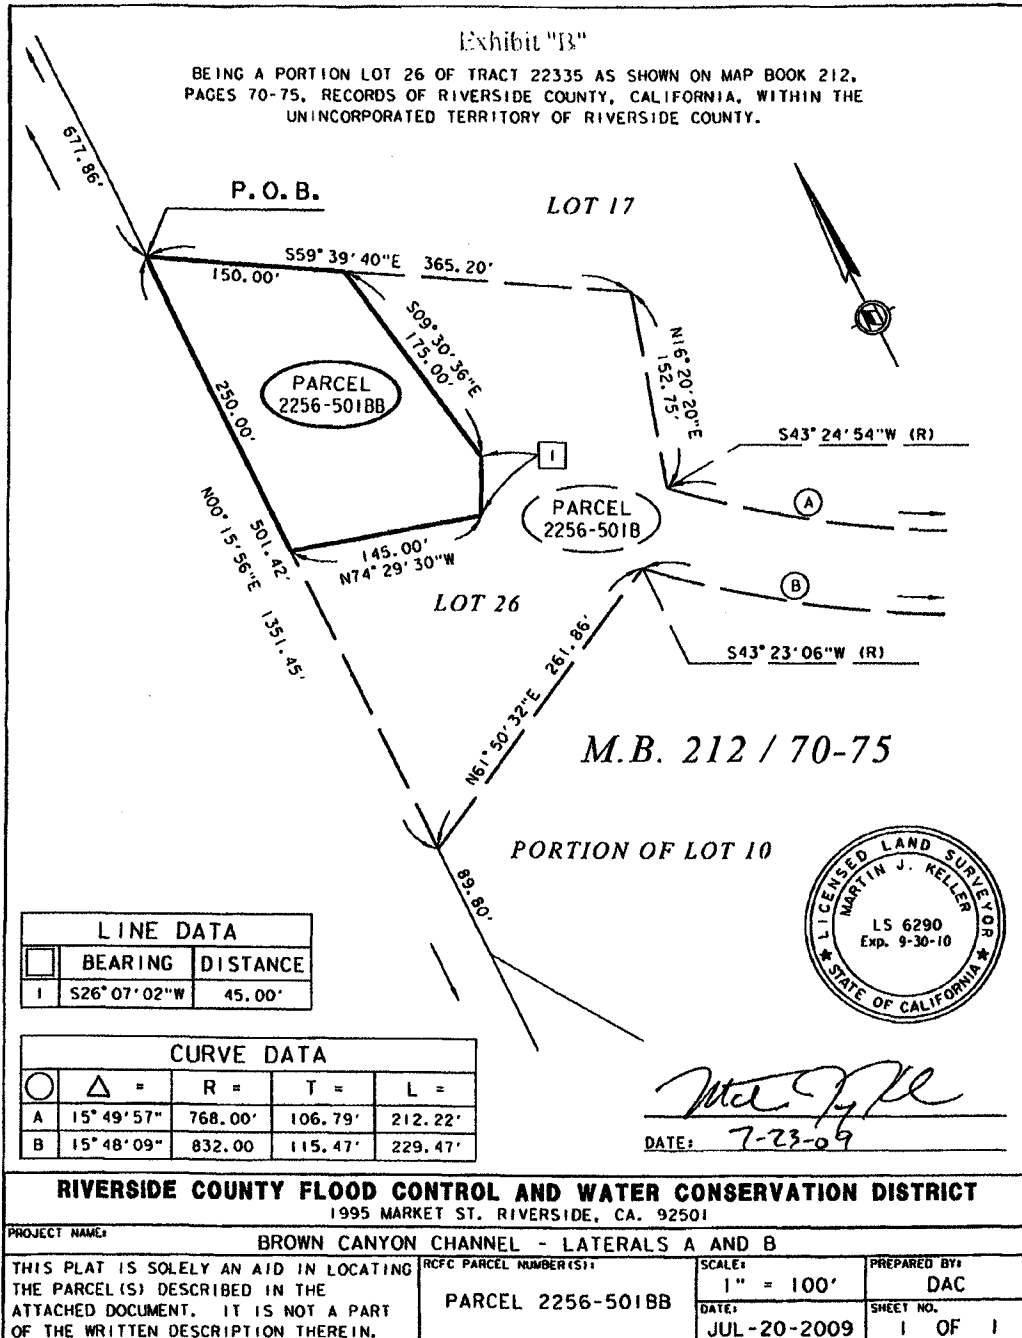 Exhibit "B"
BEING A PORTION LOT 26 OF TRACT 22335 AS SHOWN ON MAP BOOK 212,
PAGES 70-75, RECORDS OF RIVERSIDE COUNTY, CALIFORNIA, WITHIN THE
UNINCORPORATED TERRITORY OF RIVERSIDE COUNTY.
677.86'
P.O.B.
LOT 17
S59°39'40"E 365.20'
150.00'
S09°30'36"E
175.00'
N16°20'20"E
152.75'
PARCEL
2256-501BB
250.00'
S43°24'54"W (R)
1
A
PARCEL
2256-501B
N00°15'56"E 1351.45'
501.42'
145.00'
N74°29'30"W
B
LOT 26
S43°23'06"W (R)
N61°50'32"E 261.86'
M.B. 212 / 70-75
PORTION OF LOT 10
89.80'
LICENSED LAND SURVEYOR
MARTIN J. KELLER
LS 6290
Exp. 9-30-10
STATE OF CALIFORNIA
LINE DATA
BEARING DISTANCE
1 S26°07'02"W 45.00'
CURVE DATA
△ = R = T = L =
A 15°49'57" 768.00' 106.79' 212.22'
B 15°48'09" 832.00 115.47' 229.47'
DATE: 7-23-09
RIVERSIDE COUNTY FLOOD CONTROL AND WATER CONSERVATION DISTRICT
1995 MARKET ST. RIVERSIDE, CA. 92501
PROJECT NAME:
BROWN CANYON CHANNEL - LATERALS A AND B
THIS PLAT IS SOLELY AN AID IN LOCATING
THE PARCEL(S) DESCRIBED IN THE
ATTACHED DOCUMENT. IT IS NOT A PART
OF THE WRITTEN DESCRIPTION THEREIN.
RCFC PARCEL NUMBER(S):
PARCEL 2256-501BB
SCALE:
1" = 100'
PREPARED BY:
DAC
DATE:
JUL-20-2009
SHEET NO.
1 OF 1